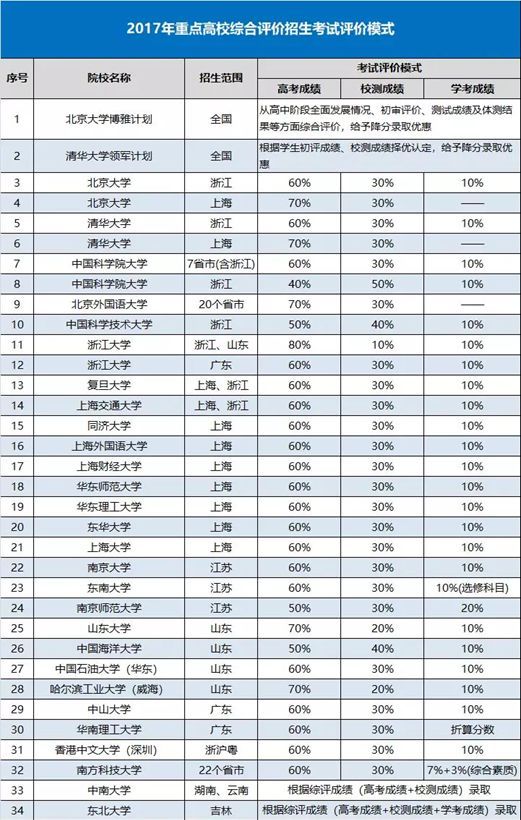 2017年重点高校综合评价招生考试评价模式
序号 院校名称 招生范围 考试评价模式
高考成绩 校测成绩 学考成绩
1 北京大学博雅计划 全国 从高中阶段全面发展情况、初审评价、测试成绩及体测结
果等方面综合评价，给予降分录取优惠
2 清华大学领军计划 全国 根据学生初评成绩、校测成绩择优认定，给予降分录取优
惠
3 北京大学 浙江 60% 30% 10%
4 北京大学 上海 70% 30% ——
5 清华大学 浙江 60% 30% 10%
6 清华大学 上海 70% 30% ——
7 中国科学院大学 7省市(含浙江) 60% 30% 10%
8 中国科学院大学 浙江 40% 50% 10%
9 北京外国语大学 20个省市 70% 30% ——
10 中国科学技术大学 浙江 50% 40% 10%
11 浙江大学 浙江、山东 80% 10% 10%
12 浙江大学 广东 60% 30% 10%
13 复旦大学 上海、浙江 60% 30% 10%
14 上海交通大学 上海、浙江 60% 30% 10%
15 同济大学 上海 60% 30% 10%
16 上海外国语大学 上海 60% 30% 10%
17 上海财经大学 上海 60% 30% 10%
18 华东师范大学 上海 60% 30% 10%
19 华东理工大学 上海 60% 30% 10%
20 东华大学 上海 60% 30% 10%
21 上海大学 上海 60% 30% 10%
22 南京大学 江苏 60% 30% 10%
23 东南大学 江苏 60% 30% 10%(选修科目)
24 南京师范大学 江苏 50% 30% 20%
25 山东大学 山东 70% 20% 10%
26 中国海洋大学 山东 50% 40% 10%
27 中国石油大学（华东） 山东 60% 30% 10%
28 哈尔滨工业大学（威海） 山东 70% 20% 10%
29 中山大学 广东 60% 30% 10%
30 华南理工大学 广东 60% 30% 折算分数
31 香港中文大学（深圳） 浙沪粤 60% 30% 10%
32 南方科技大学 22个省市 60% 30% 7%+3%(综合素质)
33 中南大学 湖南、云南 根据综评成绩（高考成绩+校测成绩）录取
34 东北大学 吉林 根据综评成绩（高考成绩+校测成绩+学考成绩）录取